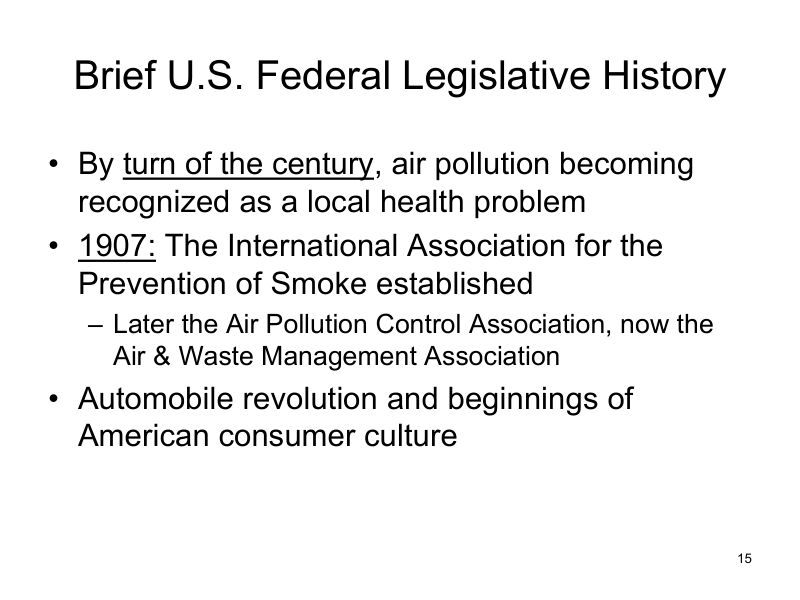 Brief U.S. Federal Legislative History
• By turn of the century, air pollution becoming
recognized as a local health problem
• 1907: The International Association for the
Prevention of Smoke established
– Later the Air Pollution Control Association, now the
Air & Waste Management Association
• Automobile revolution and beginnings of
American consumer culture
15